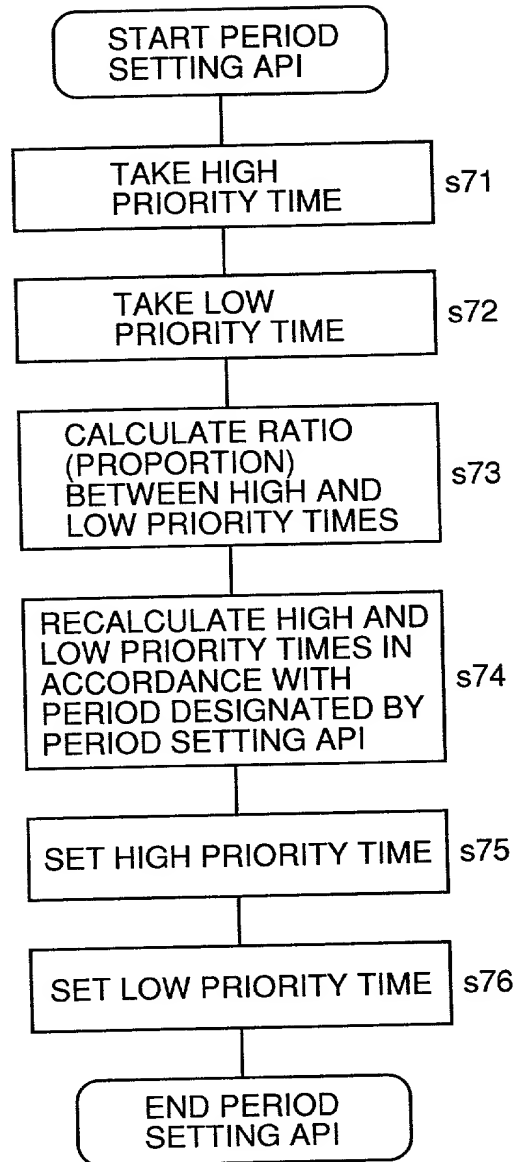 START PERIOD
SETTING API
TAKE HIGH
PRIORITY TIME
s71
TAKE LOW
PRIORITY TIME
s72
CALCULATE RATIO
(PROPORTION)
BETWEEN HIGH AND
LOW PRIORITY TIMES
s73
RECALCULATE HIGH AND
LOW PRIORITY TIMES IN
ACCORDANCE WITH
PERIOD DESIGNATED BY
PERIOD SETTING API
s74
SET HIGH PRIORITY TIME
s75
SET LOW PRIORITY TIME
s76
END PERIOD
SETTING API